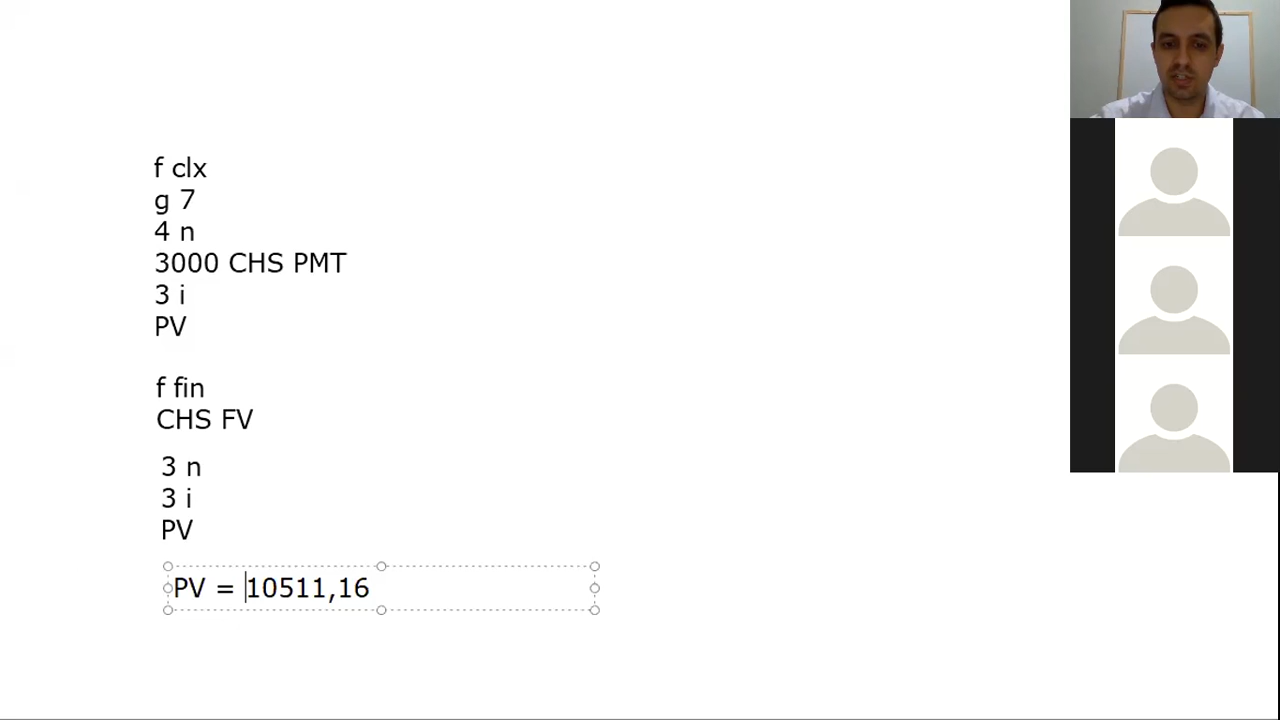 f clx
g 7
4 n
3000 CHS PMT
3 i
PV
f fin
CHS FV
3 n
3 i
PV
PV = 10511,16